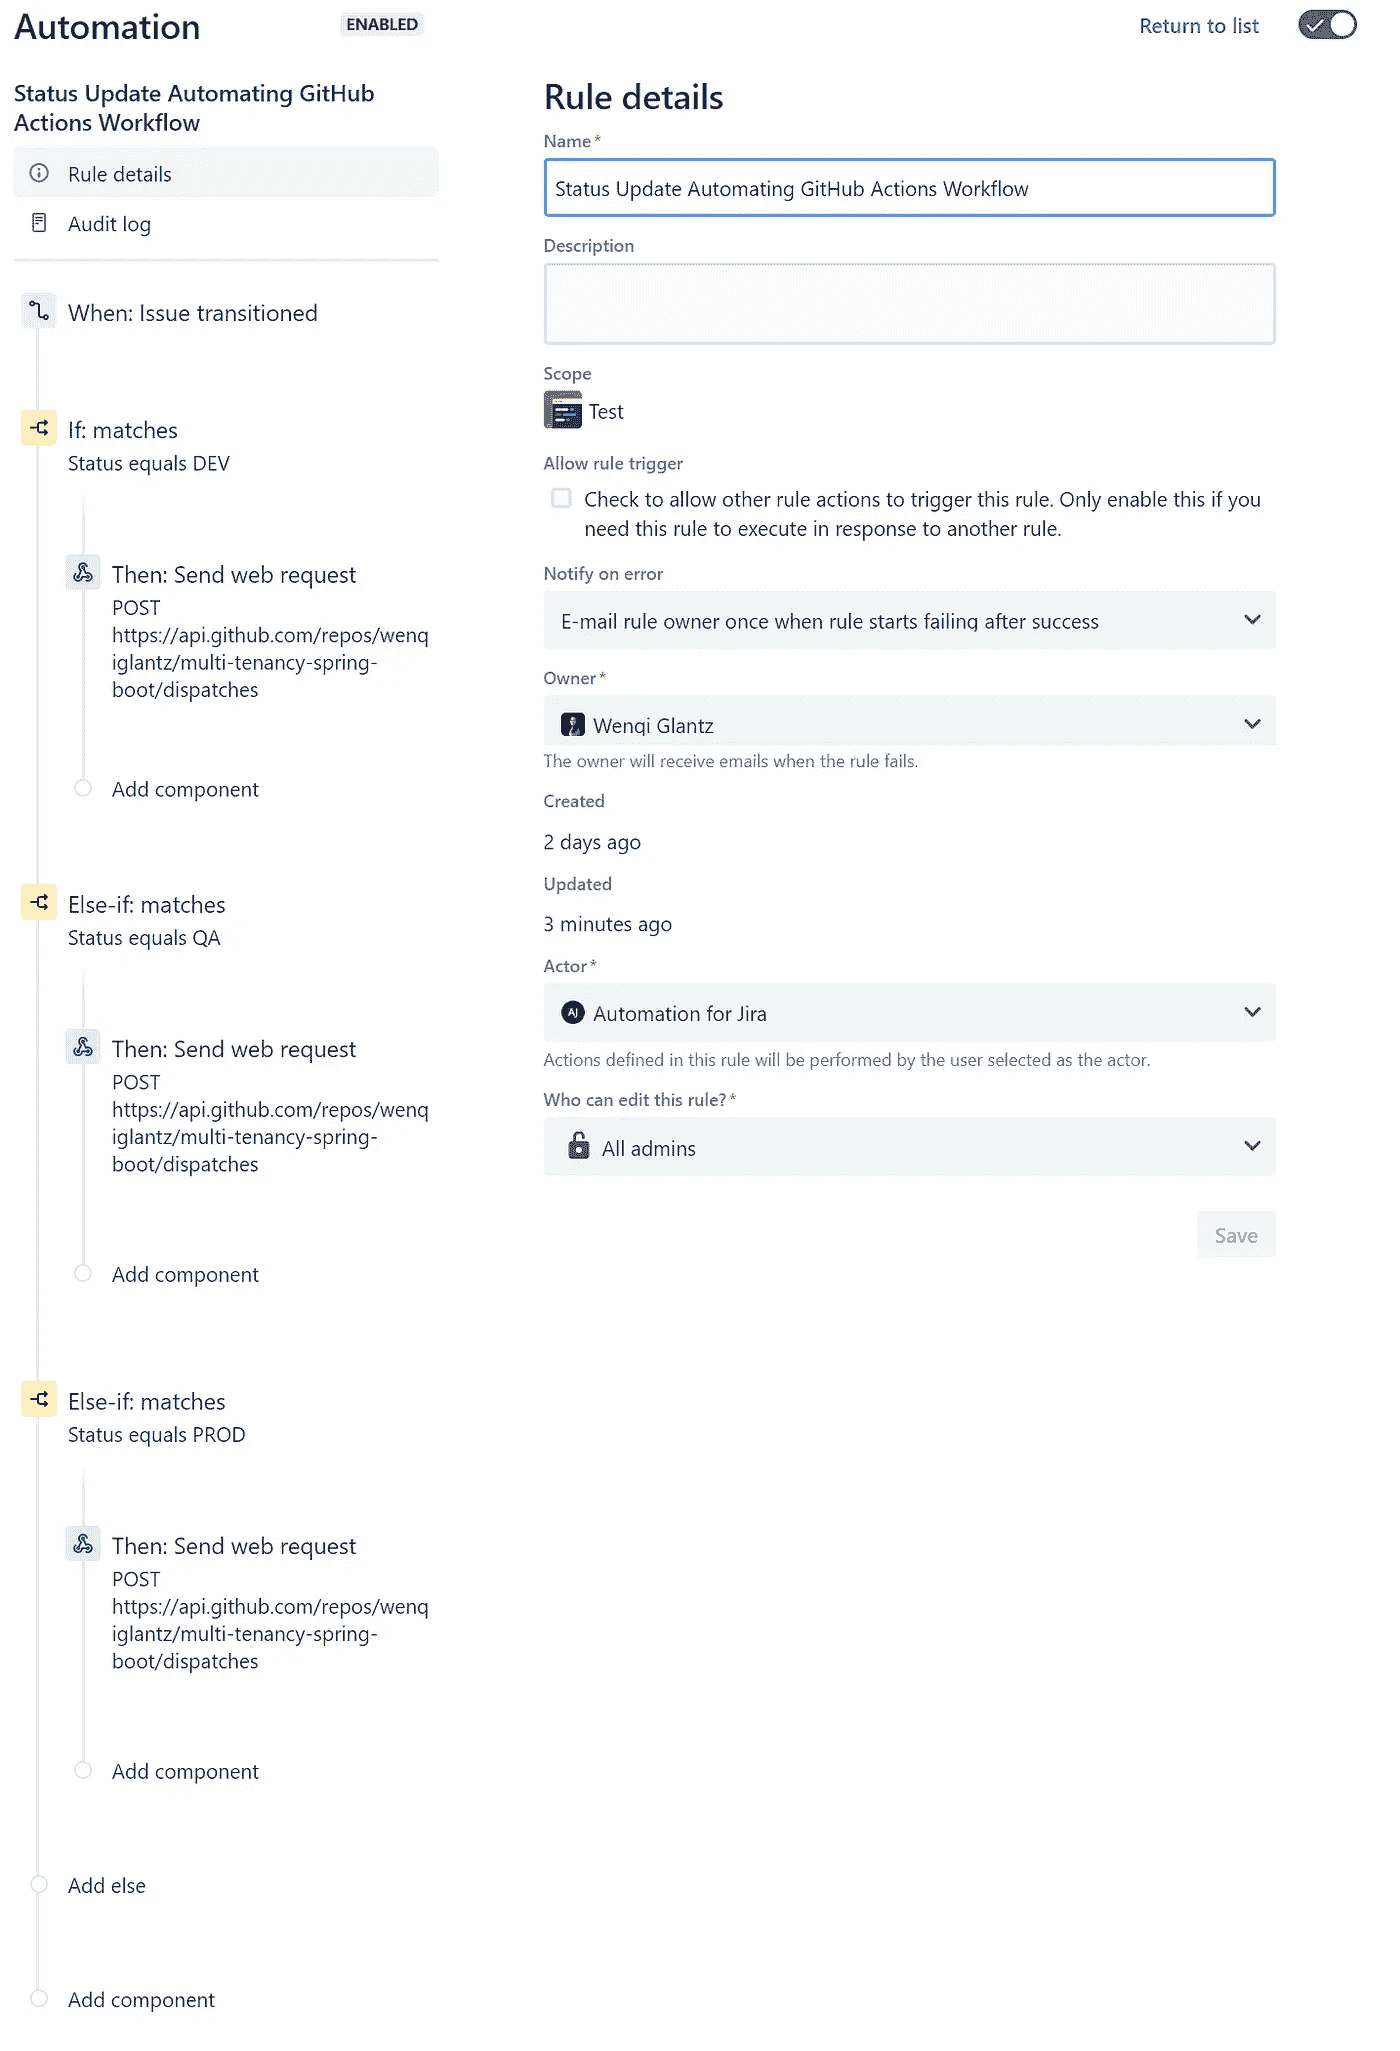 Automation
ENABLED
Return to list
Status Update Automating GitHub
Actions Workflow
Rule details
Audit log
When: Issue transitioned
If: matches
Status equals DEV
Then: Send web request
POST
https://api.github.com/repos/wenq
iglantz/multi-tenancy-spring-
boot/dispatches
Add component
Else-if: matches
Status equals QA
Then: Send web request
POST
https://api.github.com/repos/wenq
iglantz/multi-tenancy-spring-
boot/dispatches
Add component
Else-if: matches
Status equals PROD
Then: Send web request
POST
https://api.github.com/repos/wenq
iglantz/multi-tenancy-spring-
boot/dispatches
Add component
Add else
Add component
Rule details
Name*
Status Update Automating GitHub Actions Workflow
Description
Scope
Test
Allow rule trigger
Check to allow other rule actions to trigger this rule. Only enable this if you
need this rule to execute in response to another rule.
Notify on error
E-mail rule owner once when rule starts failing after success
Owner*
Wenqi Glantz
The owner will receive emails when the rule fails.
Created
2 days ago
Updated
3 minutes ago
Actor*
AJ Automation for Jira
Actions defined in this rule will be performed by the user selected as the actor.
Who can edit this rule?*
All admins
Save